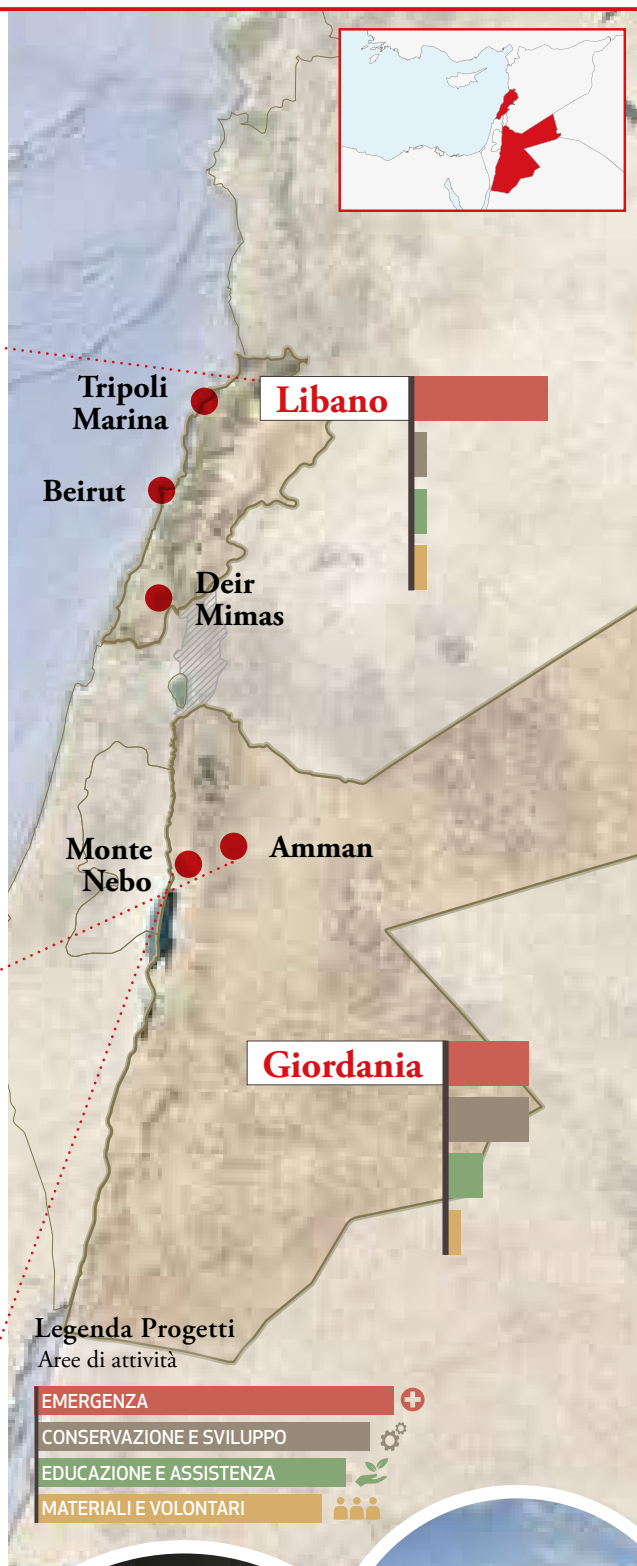 Tripoli
Marina
Libano
Beirut
Deir
Mimas
Monte
Nebo
Amman
Giordania
Legenda Progetti
Aree di attività
EMERGENZA
CONSERVAZIONE E SVILUPPO
EDUCAZIONE E ASSISTENZA
MATERIALI E VOLONTARI